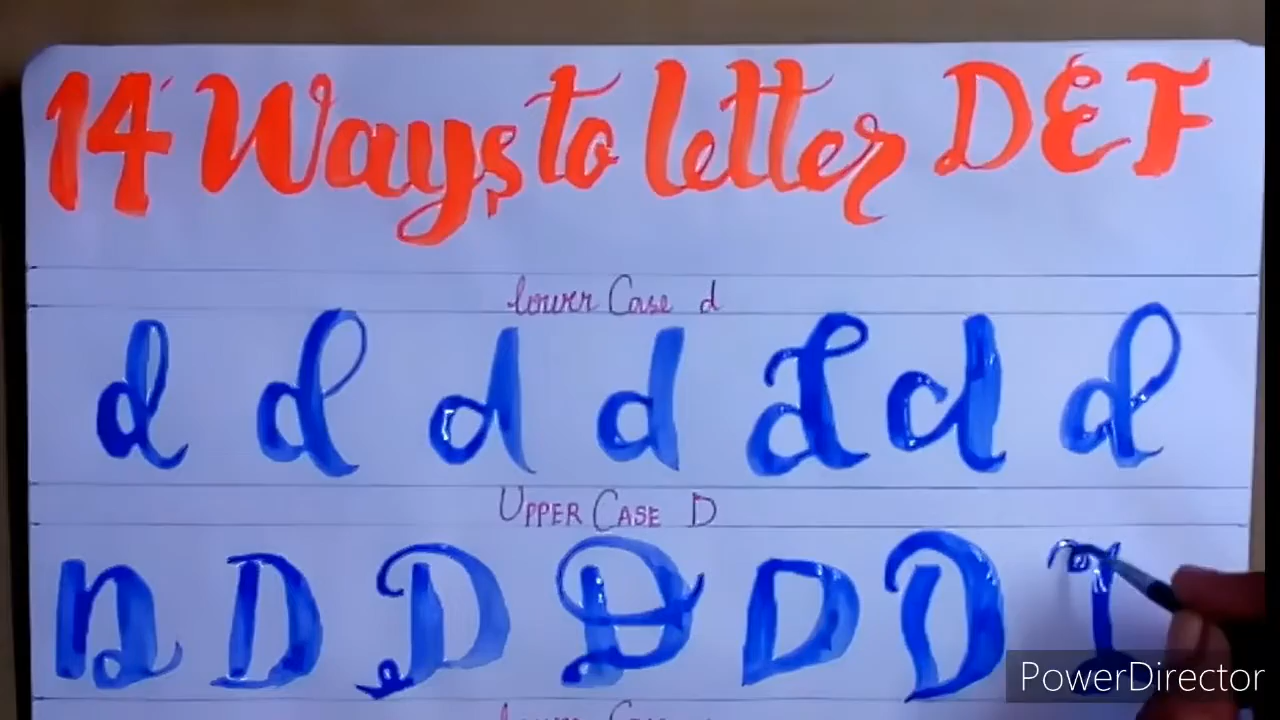 14 Ways to letter DEF
lower Case d
d d d d d d d
UPPER CASE D
D D D D D D
PowerDirector